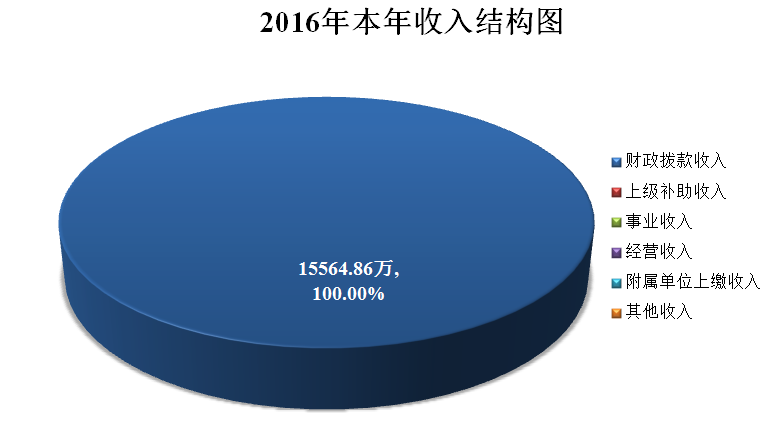 2016年本年收入结构图
15564.86万,
100.00%
财政拨款收入
上级补助收入
事业收入
经营收入
附属单位上缴收入
其他收入